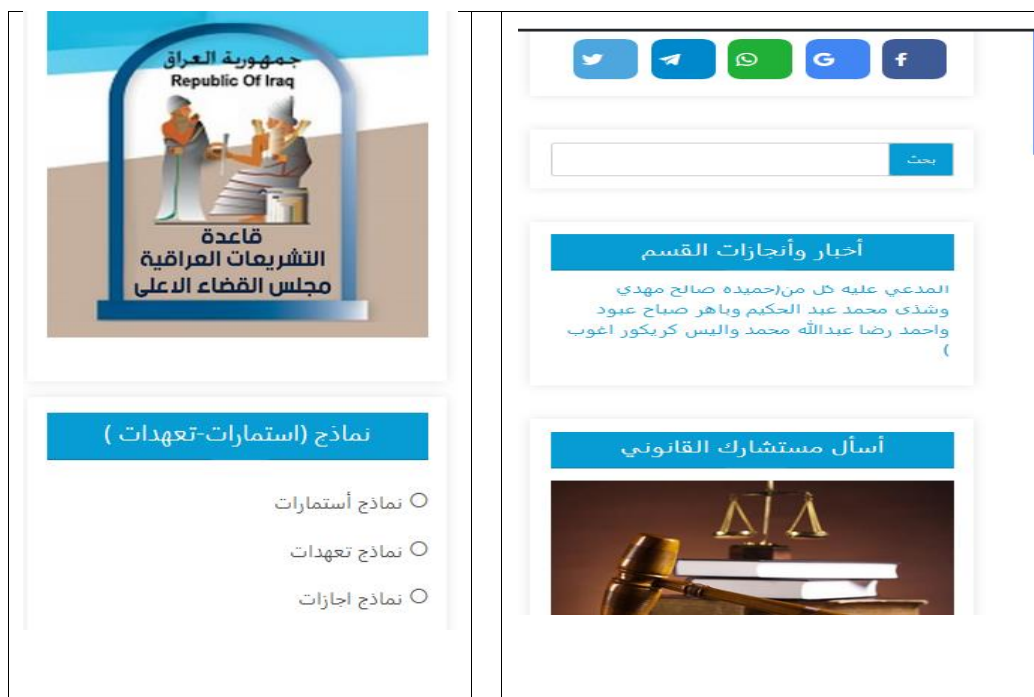 بحث
أخبار وأنجازات القسم
المدعي عليه كل من(حميده صالح مهدي
وشذى محمد عبد الحكيم وباهر صباح عبود
واحمد رضا عبدالله محمد واليس كريكور اغوب
)
أسأل مستشارك القانوني
جمهورية العراق
Republic Of Iraq
قاعدة
التشريعات العراقية
مجلس القضاء الاعلى
نماذج (استمارات-تعهدات )
نماذج أستمارات
نماذج تعهدات
نماذج اجازات